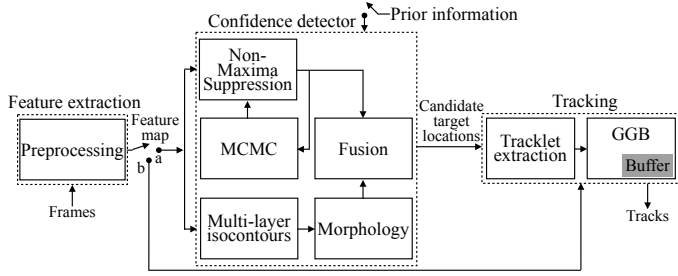 Prior information
Confidence detector
Non-
Maxima
Suppression
Feature extraction
Feature
map
Candidate
target
locations
Tracking
Preprocessing
a
b
MCMC
Fusion
Tracklet
extraction
GGB
Buffer
Frames
Multi-layer
isocontours
Morphology
Tracks